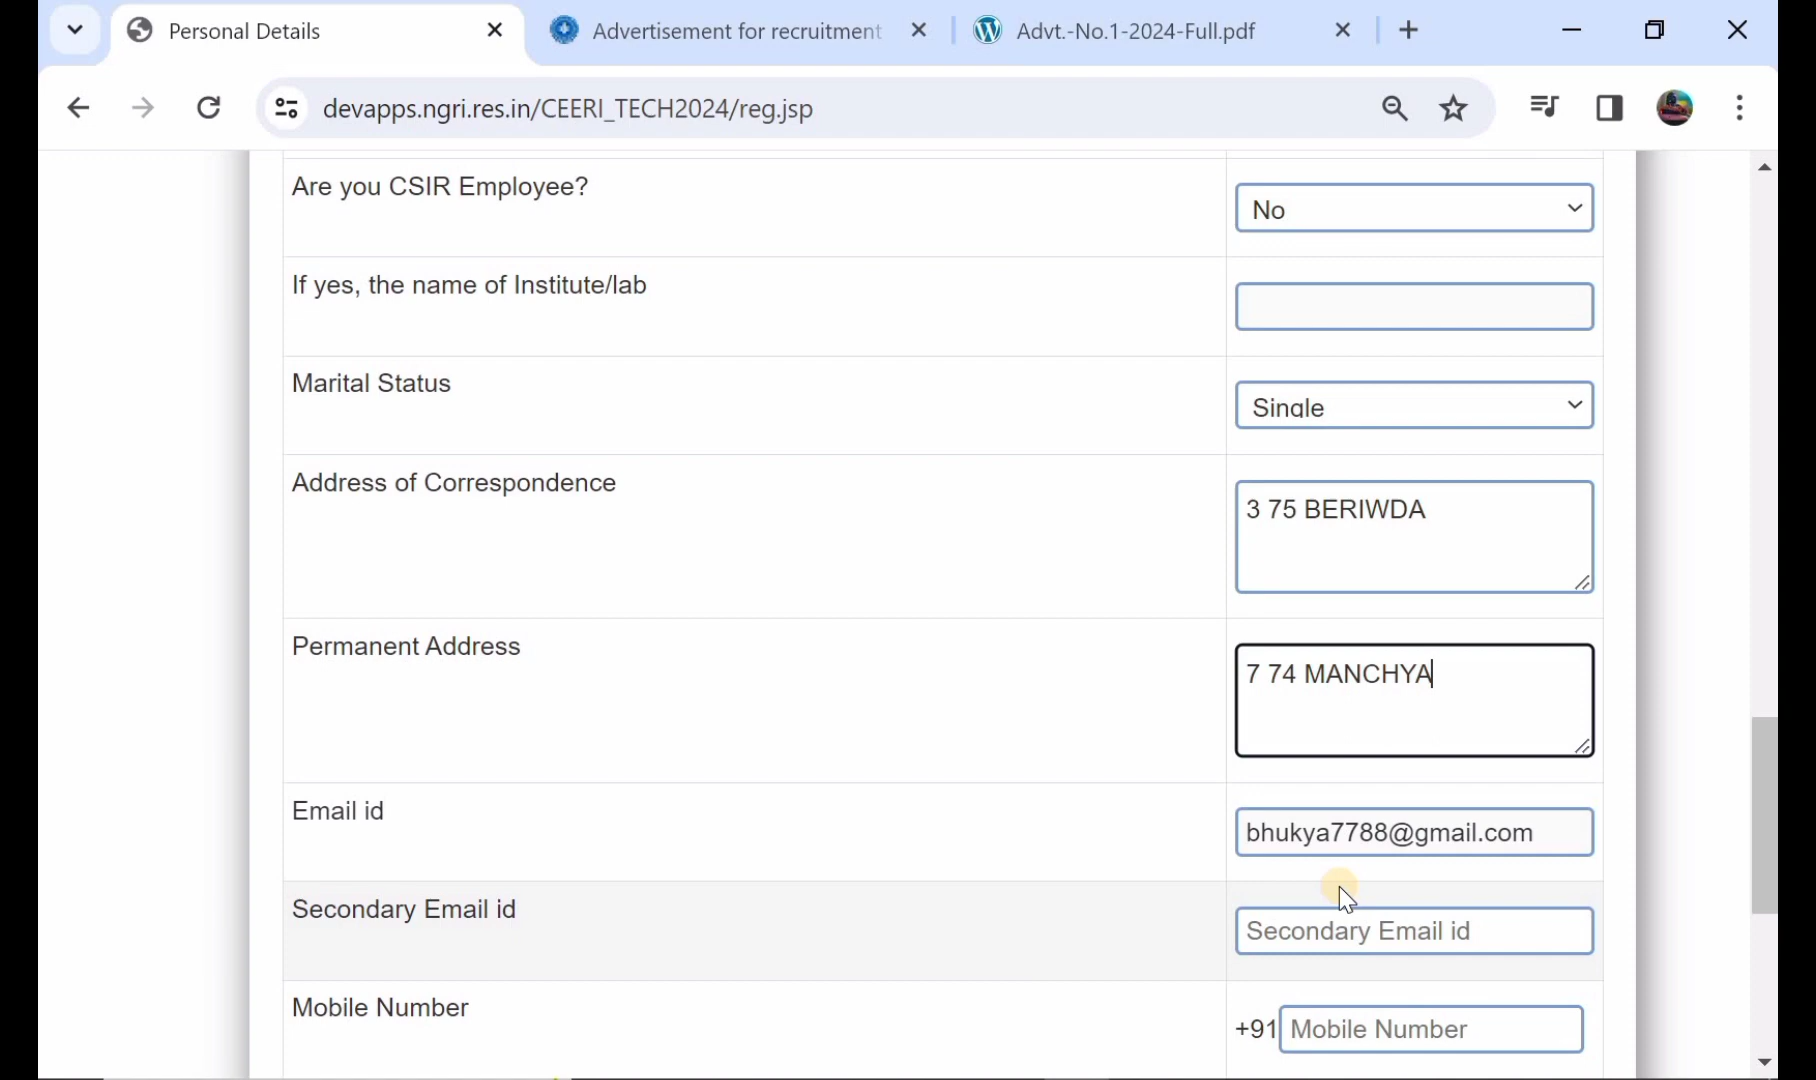 Personal Details
Advertisement for recruitment
Advt.-No.1-2024-Full.pdf
devapps.ngri.res.in/CEERI_TECH2024/reg.jsp
Are you CSIR Employee?
No
If yes, the name of Institute/lab
Marital Status
Single
Address of Correspondence
3 75 BERIWDA
Permanent Address
7 74 MANCHYA
Email id
bhukya7788@gmail.com
Secondary Email id
Secondary Email id
Mobile Number
+91 Mobile Number